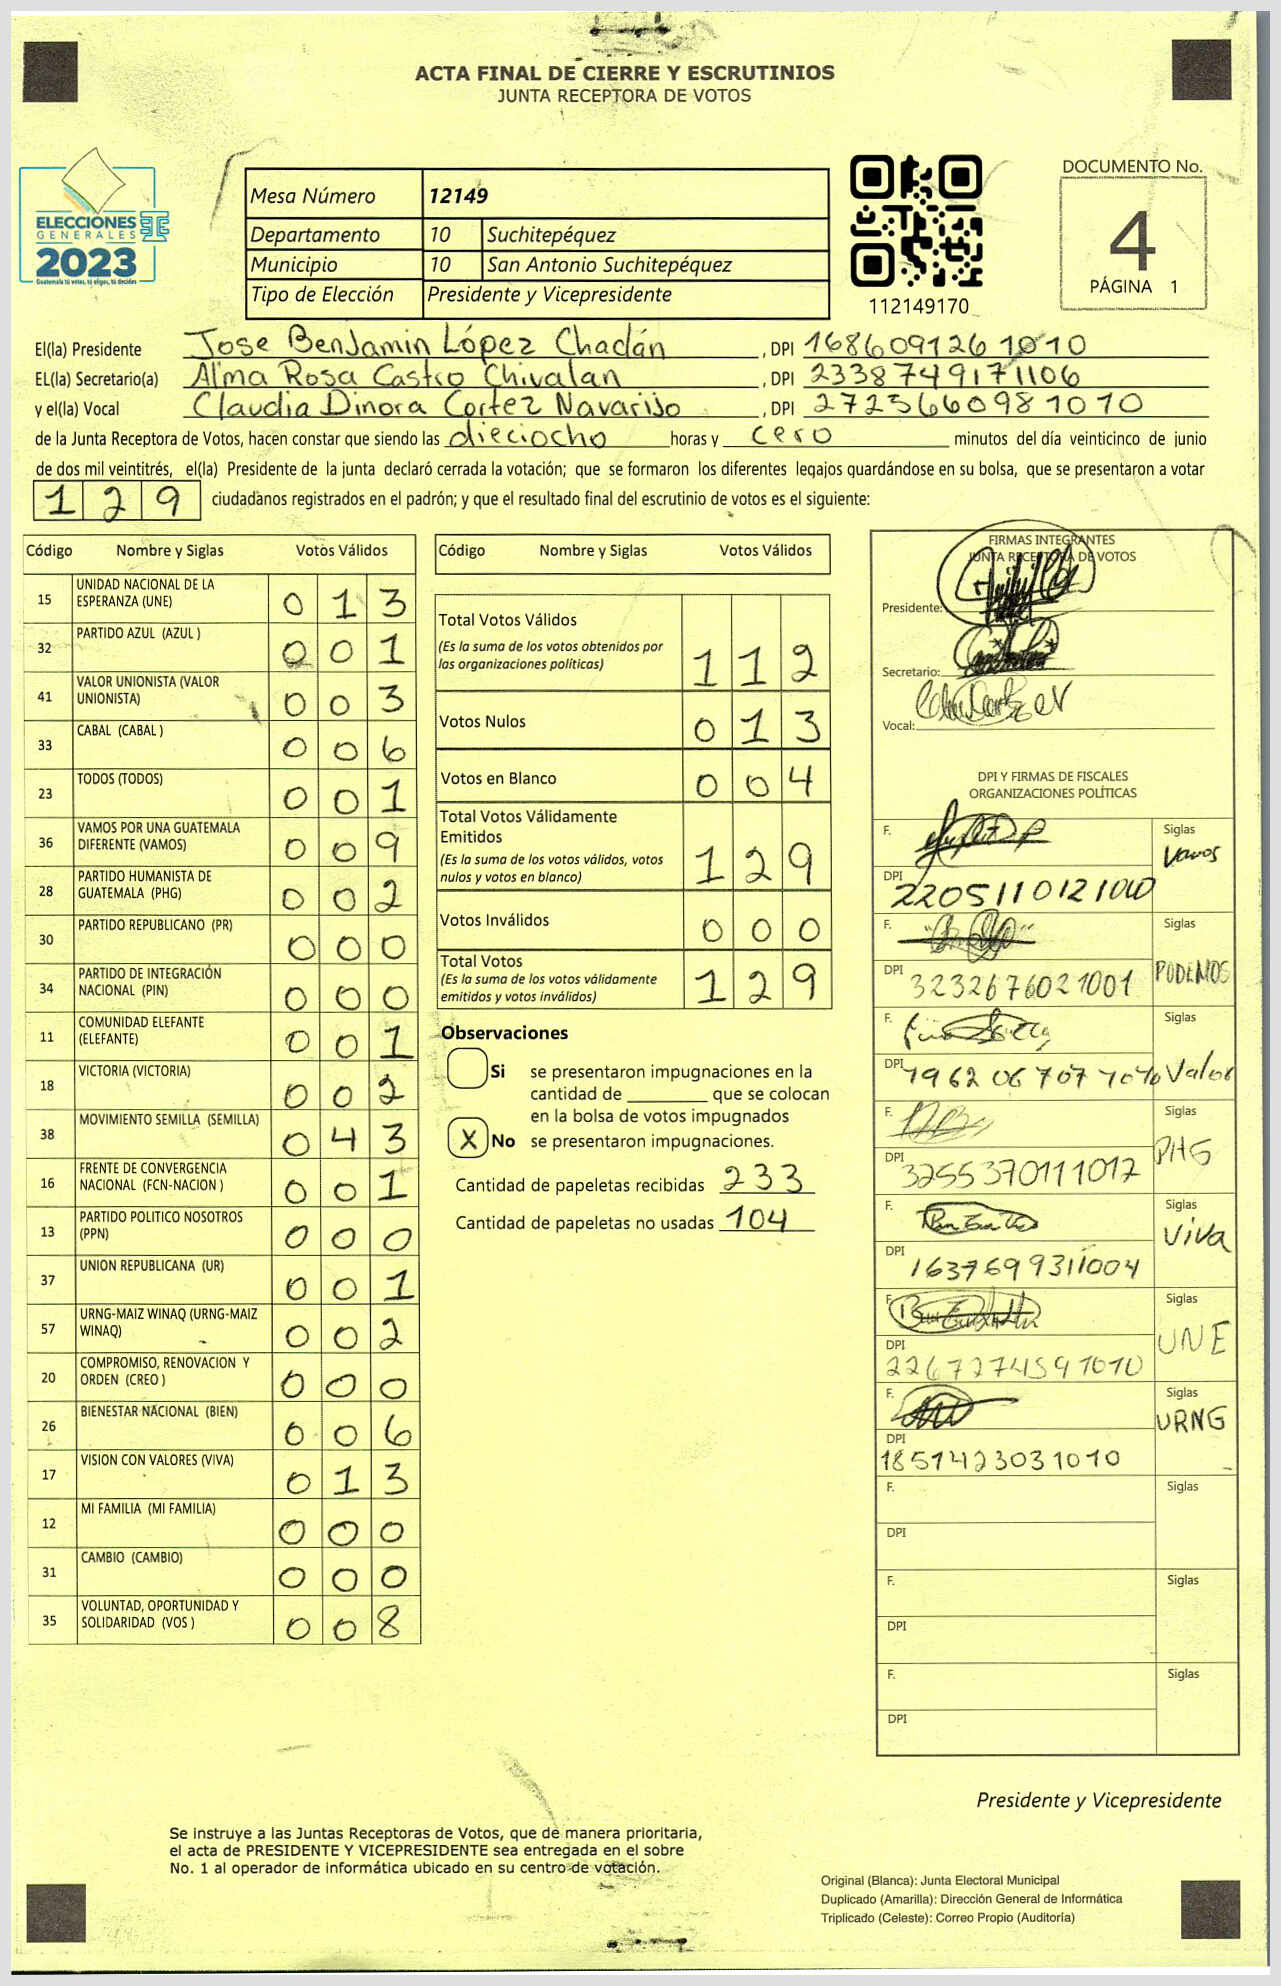 ACTA FINAL DE CIERRE Y ESCRUTINIOS
JUNTA RECEPTORA DE VOTOS
ELECCIONES
GENERALES
2023
Guatemala tú votas, tú eliges, tú decides
Mesa Número 12149
Departamento 10 Suchitepéquez
Municipio 10 San Antonio Suchitepéquez
Tipo de Elección Presidente y Vicepresidente
112149170
DOCUMENTO No.
4
PÁGINA 1
El(la) Presidente Jose Benjamin López Chadán , DPI 1686091261010
EL(la) Secretario(a) Alma Rosa Castro Chivalan , DPI 2338749171106
y el(la) Vocal Claudia Dinora Cortez Navarijo , DPI 2723660981010
de la Junta Receptora de Votos, hacen constar que siendo las dieciocho horas y cero minutos del día veinticinco de junio
de dos mil veintitrés, el(la) Presidente de la junta declaró cerrada la votación; que se formaron los diferentes legajos guardándose en su bolsa, que se presentaron a votar
129 ciudadanos registrados en el padrón; y que el resultado final del escrutinio de votos es el siguiente:
Código Nombre y Siglas Votos Válidos
15 UNIDAD NACIONAL DE LA ESPERANZA (UNE) 0 1 3
32 PARTIDO AZUL (AZUL ) 0 0 1
41 VALOR UNIONISTA (VALOR UNIONISTA) 0 0 3
33 CABAL (CABAL ) 0 0 6
23 TODOS (TODOS) 0 0 1
36 VAMOS POR UNA GUATEMALA DIFERENTE (VAMOS) 0 0 9
28 PARTIDO HUMANISTA DE GUATEMALA (PHG) 0 0 2
30 PARTIDO REPUBLICANO (PR) 0 0 0
34 PARTIDO DE INTEGRACIÓN NACIONAL (PIN) 0 0 0
11 COMUNIDAD ELEFANTE (ELEFANTE) 0 0 1
18 VICTORIA (VICTORIA) 0 0 2
38 MOVIMIENTO SEMILLA (SEMILLA) 0 4 3
16 FRENTE DE CONVERGENCIA NACIONAL (FCN-NACION ) 0 0 1
13 PARTIDO POLITICO NOSOTROS (PPN) 0 0 0
37 UNION REPUBLICANA (UR) 0 0 1
57 URNG-MAIZ WINAQ (URNG-MAIZ WINAQ) 0 0 2
20 COMPROMISO, RENOVACION Y ORDEN (CREO ) 0 0 0
26 BIENESTAR NACIONAL (BIEN) 0 0 6
17 VISION CON VALORES (VIVA) 0 1 3
12 MI FAMILIA (MI FAMILIA) 0 0 0
31 CAMBIO (CAMBIO) 0 0 0
35 VOLUNTAD, OPORTUNIDAD Y SOLIDARIDAD (VOS ) 0 0 8
Código Nombre y Siglas Votos Válidos
Total Votos Válidos
(Es la suma de los votos obtenidos por
las organizaciones políticas) 1 1 2
Votos Nulos 0 1 3
Votos en Blanco 0 0 4
Total Votos Válidamente
Emitidos
(Es la suma de los votos válidos, votos
nulos y votos en blanco) 1 2 9
Votos Inválidos 0 0 0
Total Votos
(Es la suma de los votos válidamente
emitidos y votos inválidos) 1 2 9
Observaciones
Si se presentaron impugnaciones en la
cantidad de ________ que se colocan
en la bolsa de votos impugnados
X No se presentaron impugnaciones.
Cantidad de papeletas recibidas 233
Cantidad de papeletas no usadas 104
FIRMAS INTEGRANTES
JUNTA RECEPTORA DE VOTOS
Presidente:
Secretario:
Vocal:
DPI Y FIRMAS DE FISCALES
ORGANIZACIONES POLÍTICAS
F. Siglas Vamos
DPI
F. Siglas PODEMOS
DPI 3232676021001
F. Siglas Valor
DPI
F. Siglas PHG
DPI 3255370111012
F. Siglas Viva
DPI 1637699311004
F. Siglas UNE
DPI 2267274591010
F. Siglas URNG
DPI 1851423031010
F. Siglas
DPI
F. Siglas
DPI
F. Siglas
DPI
Presidente y Vicepresidente
Se instruye a las Juntas Receptoras de Votos, que de manera prioritaria,
el acta de PRESIDENTE Y VICEPRESIDENTE sea entregada en el sobre
No. 1 al operador de informática ubicado en su centro de votación.
Original (Blanca): Junta Electoral Municipal
Duplicado (Amarilla): Dirección General de Informática
Triplicado (Celeste): Correo Propio (Auditoría)